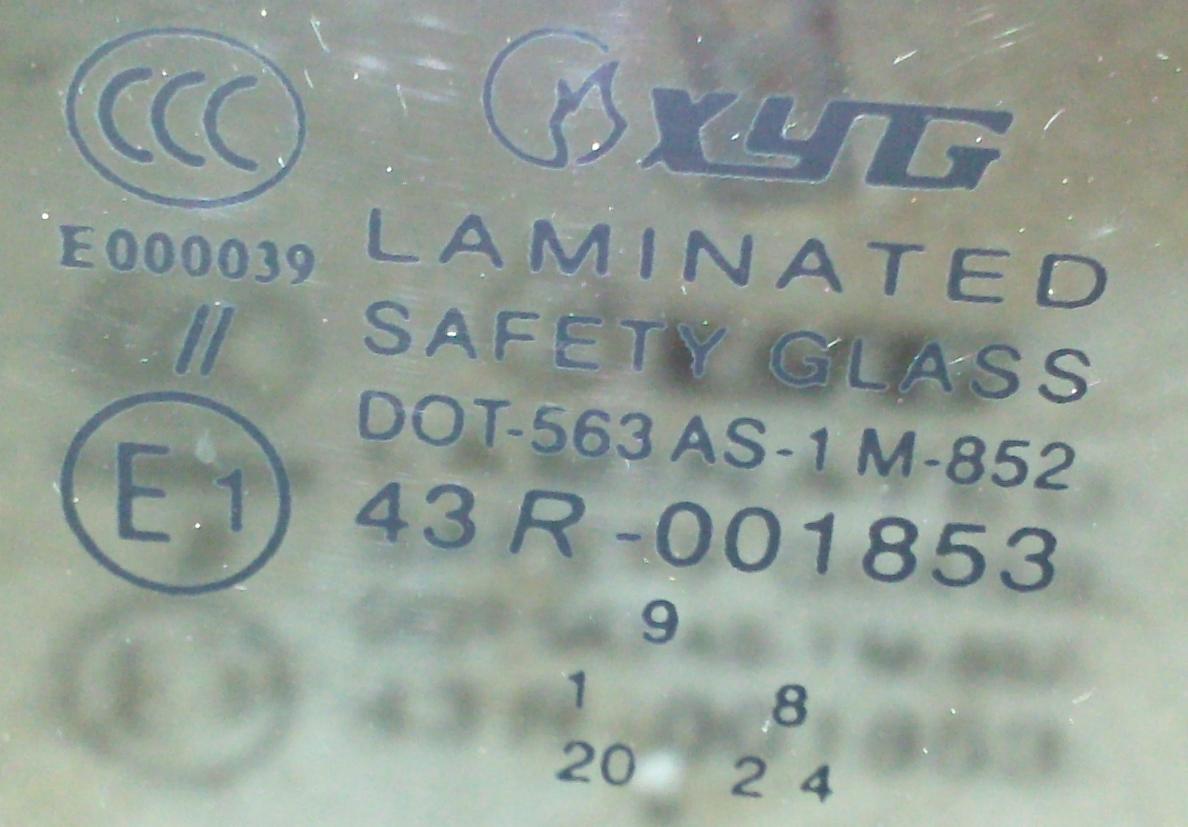 CCC
XYG
E000039
LAMINATED
//
SAFETY GLASS
DOT-563 AS-1 M-852
E1
43R-001853
9
1 8
20 2 4